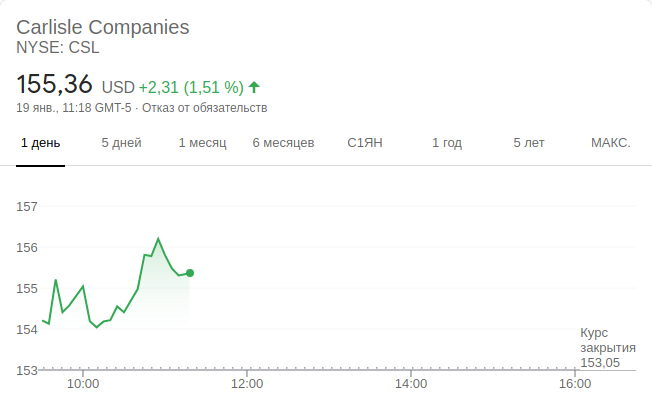 Carlisle Companies
NYSE: CSL
155,36 USD +2,31 (1,51 %)
19 янв., 11:18 GMT-5 · Отказ от обязательств
1 день 5 дней 1 месяц 6 месяцев С1ЯН 1 год 5 лет МАКС.
157
156
155
154
153
Курс
закрытия
153,05
10:00 12:00 14:00 16:00